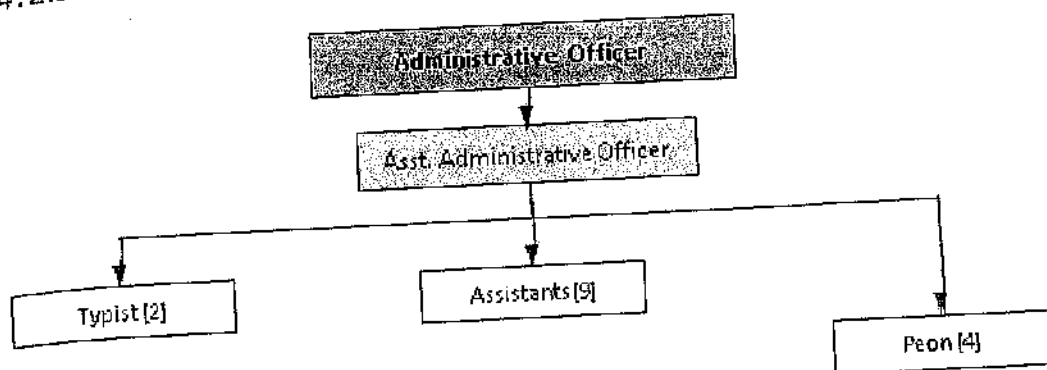 Administrative Officer
Asst. Administrative Officer
Typist [2]
Assistants [9]
Peon [4]